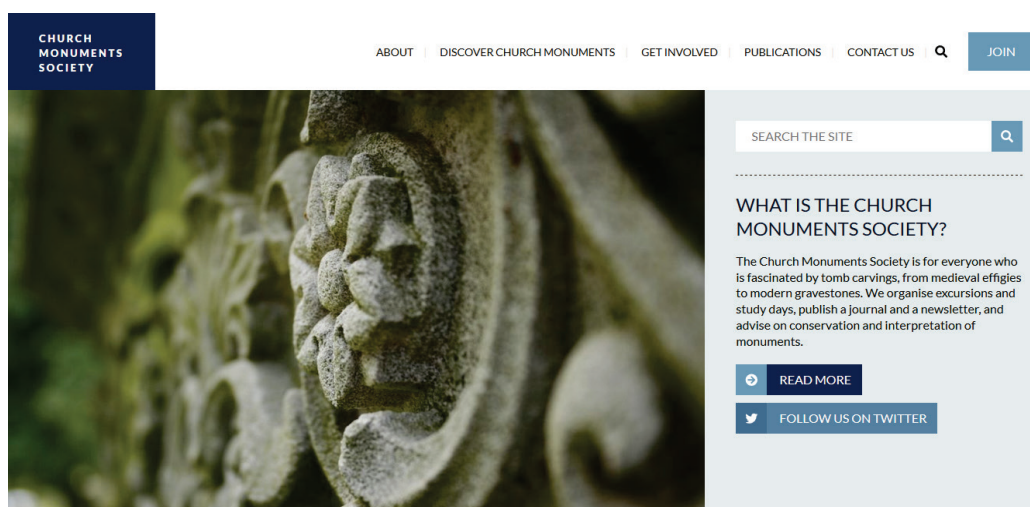 CHURCH
MONUMENTS
SOCIETY
ABOUT DISCOVER CHURCH MONUMENTS GET INVOLVED PUBLICATIONS CONTACT US JOIN
SEARCH THE SITE
WHAT IS THE CHURCH
MONUMENTS SOCIETY?
The Church Monuments Society is for everyone who
is fascinated by tomb carvings, from medieval effigies
to modern gravestones. We organise excursions and
study days, publish a journal and a newsletter, and
advise on conservation and interpretation of
monuments.
READ MORE
FOLLOW US ON TWITTER